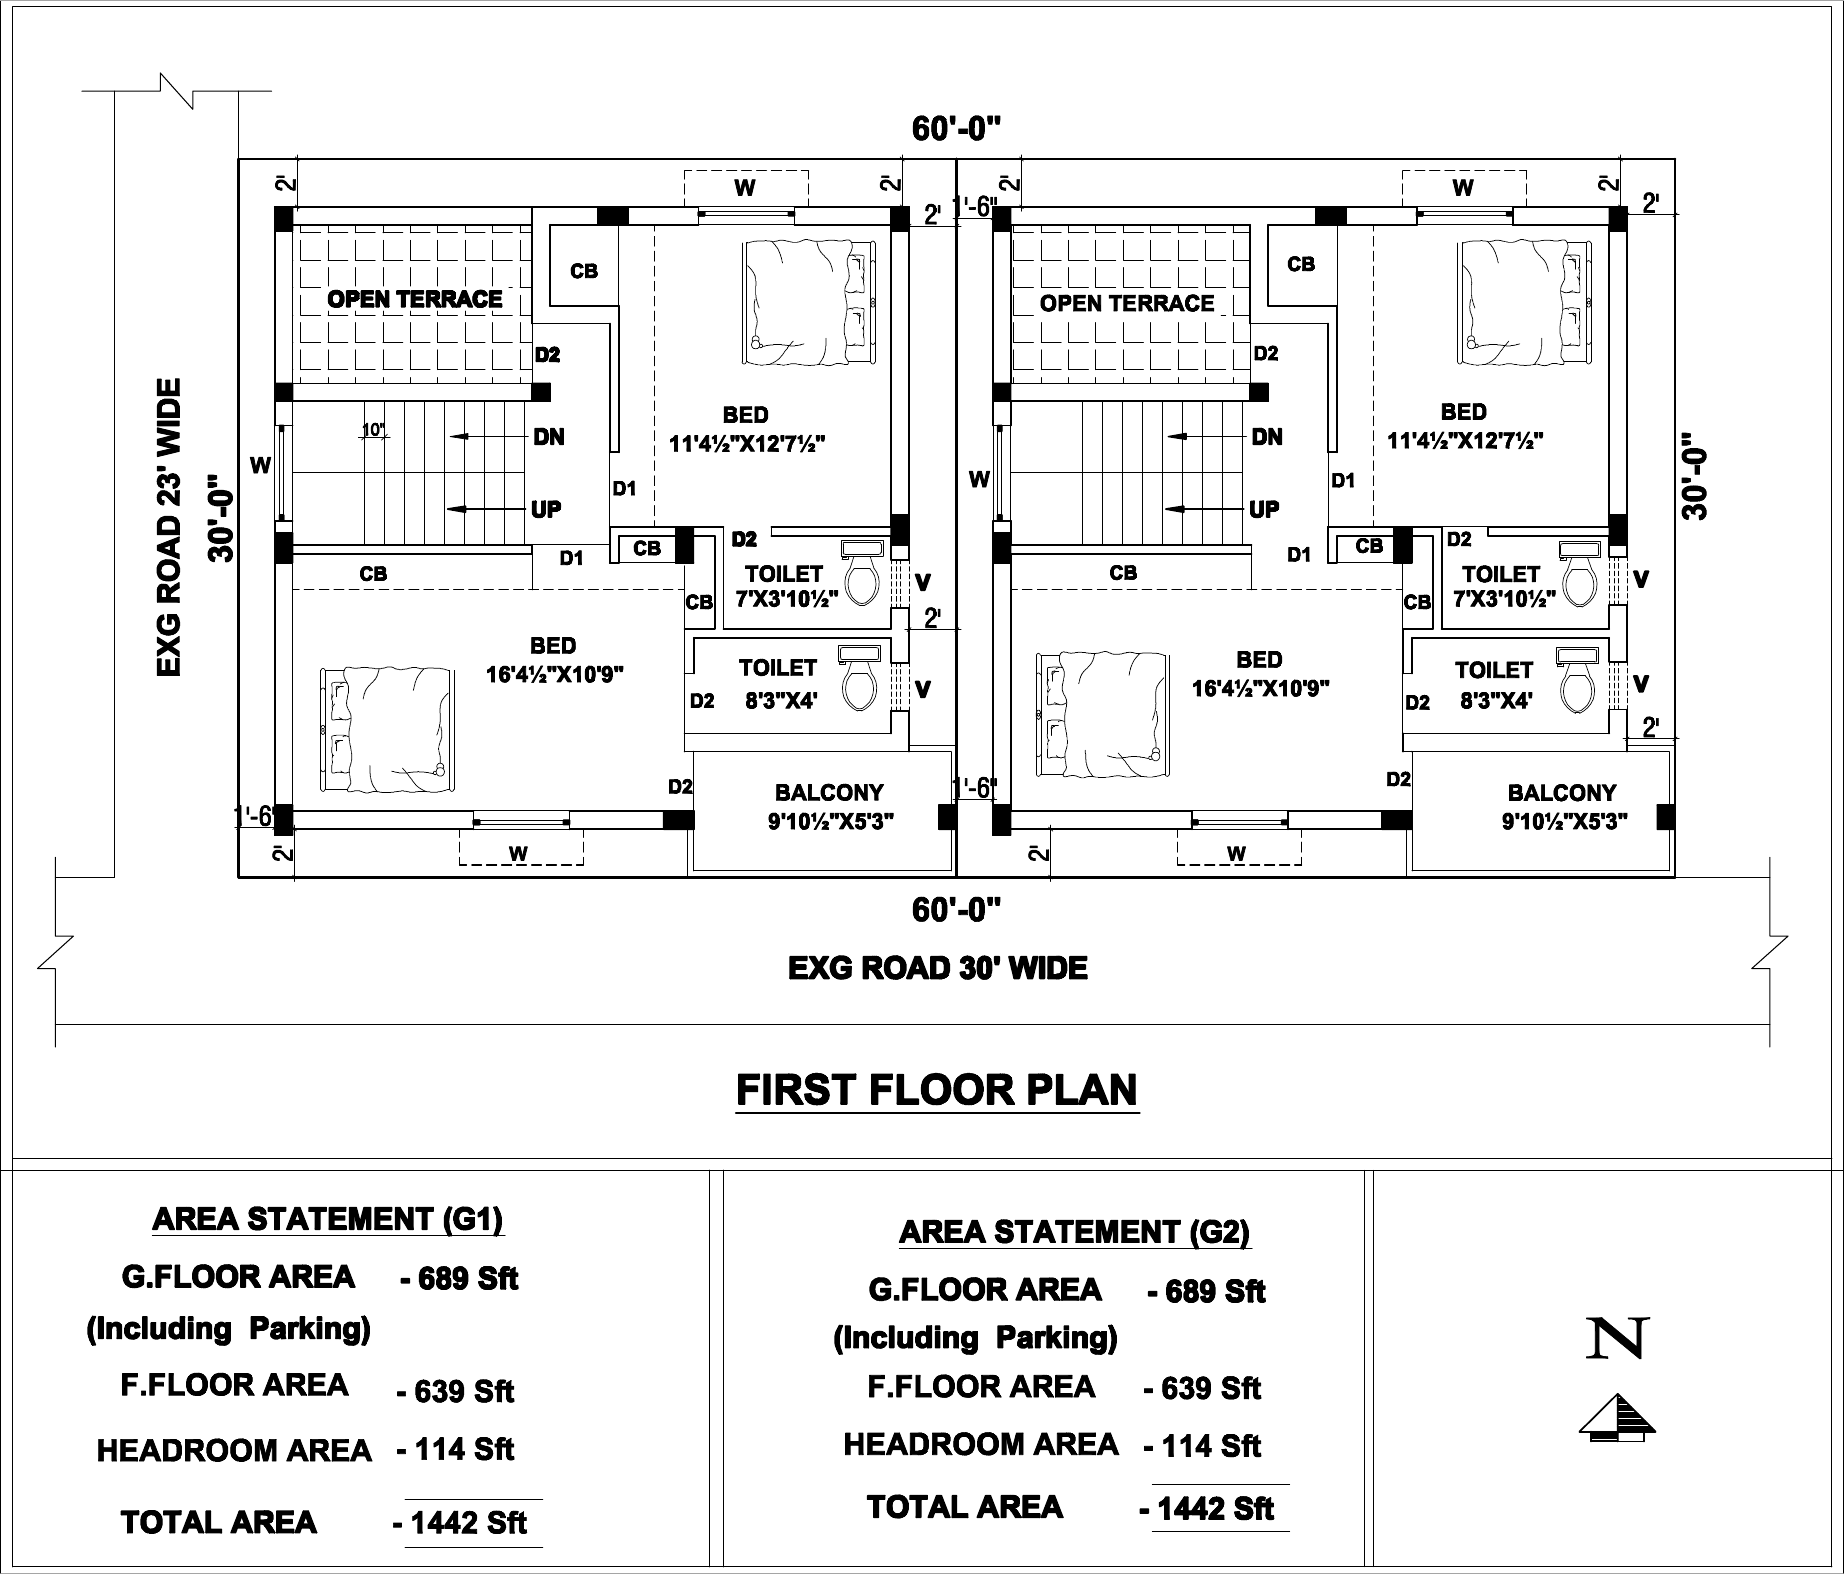 60'-0"
2'
W
2'
2'
1'-6"
2'
W
2'
2'
CB
OPEN TERRACE
D2
BED
11'4½"X12'7½"
10"
DN
W
UP
D1
CB
D2
D1
CB
TOILET
7'X3'10½"
V
CB
2'
BED
16'4½"X10'9"
TOILET
8'3"X4'
V
D2
D2
BALCONY
9'10½"X5'3"
1'-6"
2'
W
CB
OPEN TERRACE
D2
BED
11'4½"X12'7½"
DN
W
UP
D1
CB
D2
D1
CB
TOILET
7'X3'10½"
V
CB
BED
16'4½"X10'9"
TOILET
8'3"X4'
V
D2
2'
D2
BALCONY
9'10½"X5'3"
1'-6"
2'
W
EXG ROAD 23' WIDE
30'-0"
30'-0"
60'-0"
EXG ROAD 30' WIDE
FIRST FLOOR PLAN
AREA STATEMENT (G1)
G.FLOOR AREA - 689 Sft
(Including Parking)
F.FLOOR AREA - 639 Sft
HEADROOM AREA - 114 Sft
TOTAL AREA - 1442 Sft
AREA STATEMENT (G2)
G.FLOOR AREA - 689 Sft
(Including Parking)
F.FLOOR AREA - 639 Sft
HEADROOM AREA - 114 Sft
TOTAL AREA - 1442 Sft
N